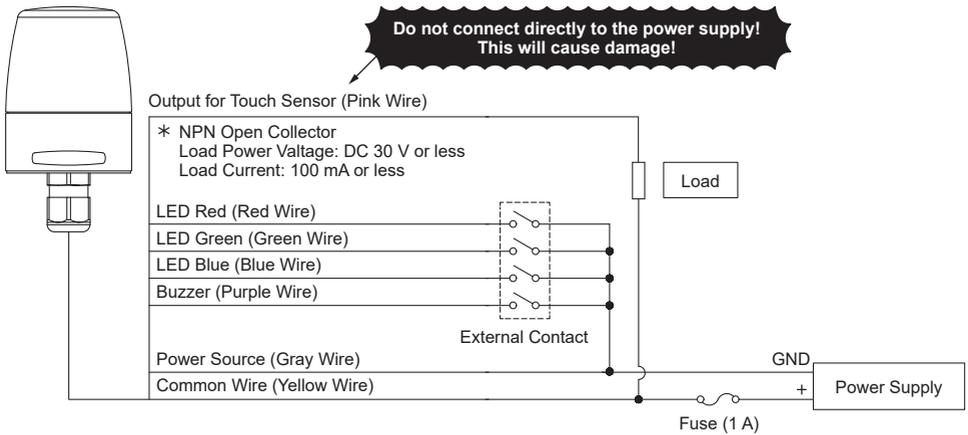 Do not connect directly to the power supply!
This will cause damage!
Output for Touch Sensor (Pink Wire)
* NPN Open Collector
Load Power Valtage: DC 30 V or less
Load Current: 100 mA or less
Load
LED Red (Red Wire)
LED Green (Green Wire)
LED Blue (Blue Wire)
Buzzer (Purple Wire)
External Contact
Power Source (Gray Wire)
GND
Common Wire (Yellow Wire)
+
Power Supply
Fuse (1 A)